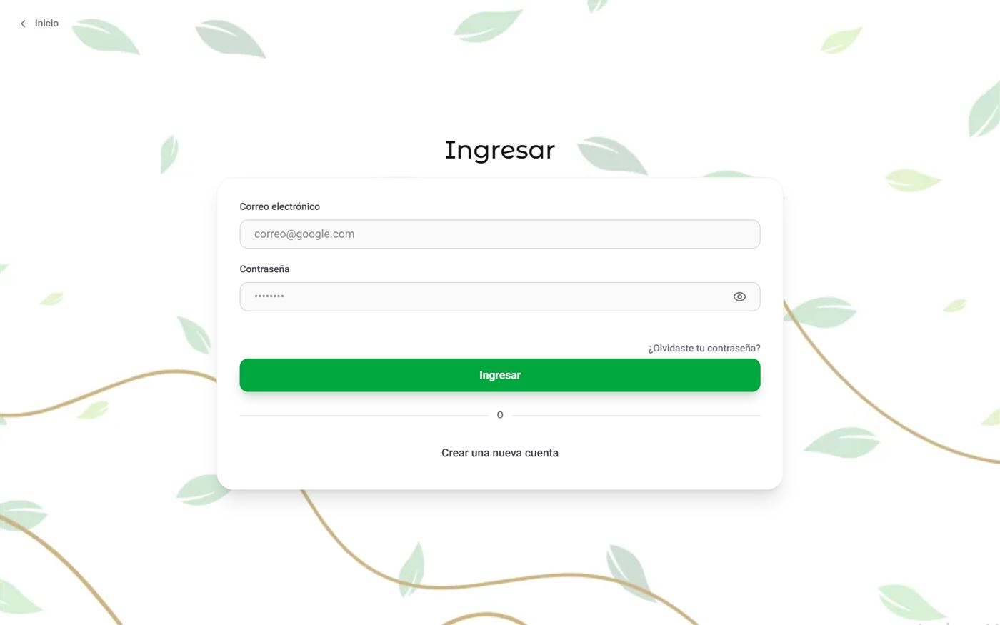 Inicio
Ingresar
Correo electrónico
correo@google.com
Contraseña
••••••••
¿Olvidaste tu contraseña?
Ingresar
O
Crear una nueva cuenta